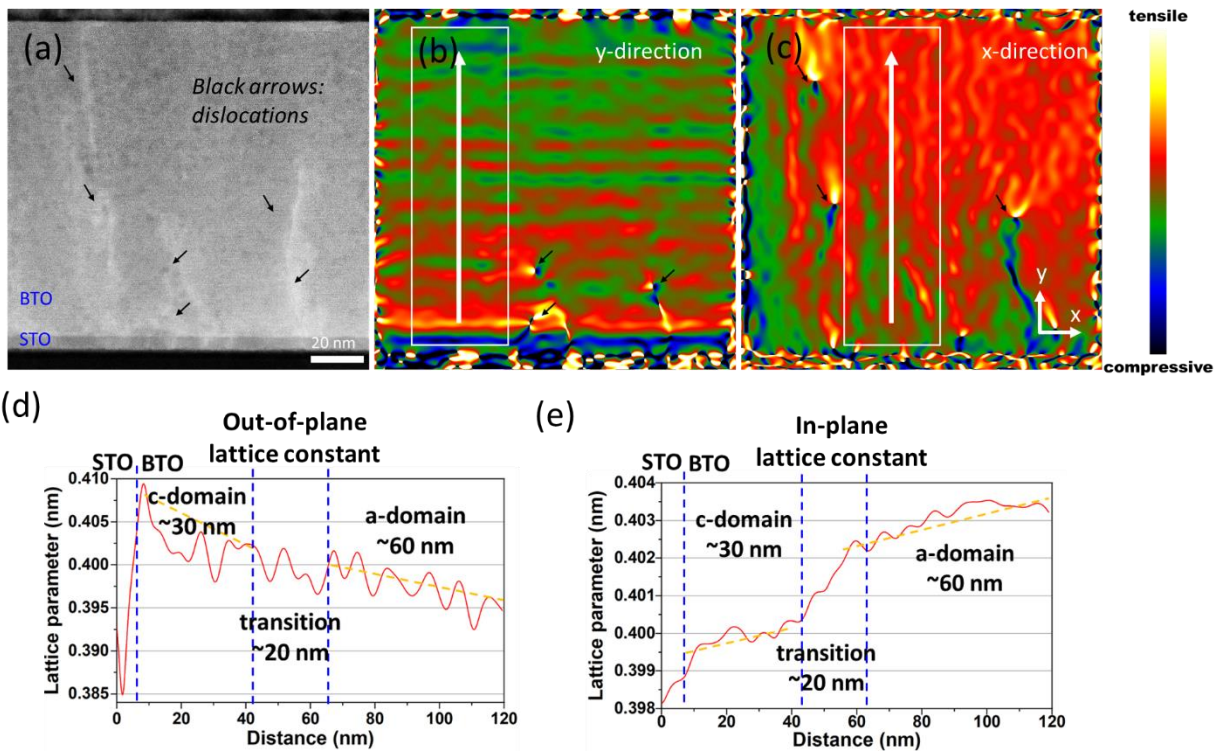 (a)
Black arrows:
dislocations
BTO
STO
20 nm
(b)
y-direction
(c)
x-direction
y
x
tensile
compressive
(d)
Out-of-plane
lattice constant
STO BTO
c-domain
~30 nm
a-domain
~60 nm
transition
~20 nm
Lattice parameter (nm)
0.410
0.405
0.400
0.395
0.390
0.385
0 20 40 60 80 100 120
Distance (nm)
(e)
In-plane
lattice constant
STO BTO
c-domain
~30 nm
a-domain
~60 nm
transition
~20 nm
Lattice parameter (nm)
0.404
0.403
0.402
0.401
0.400
0.399
0.398
0 20 40 60 80 100 120
Distance (nm)